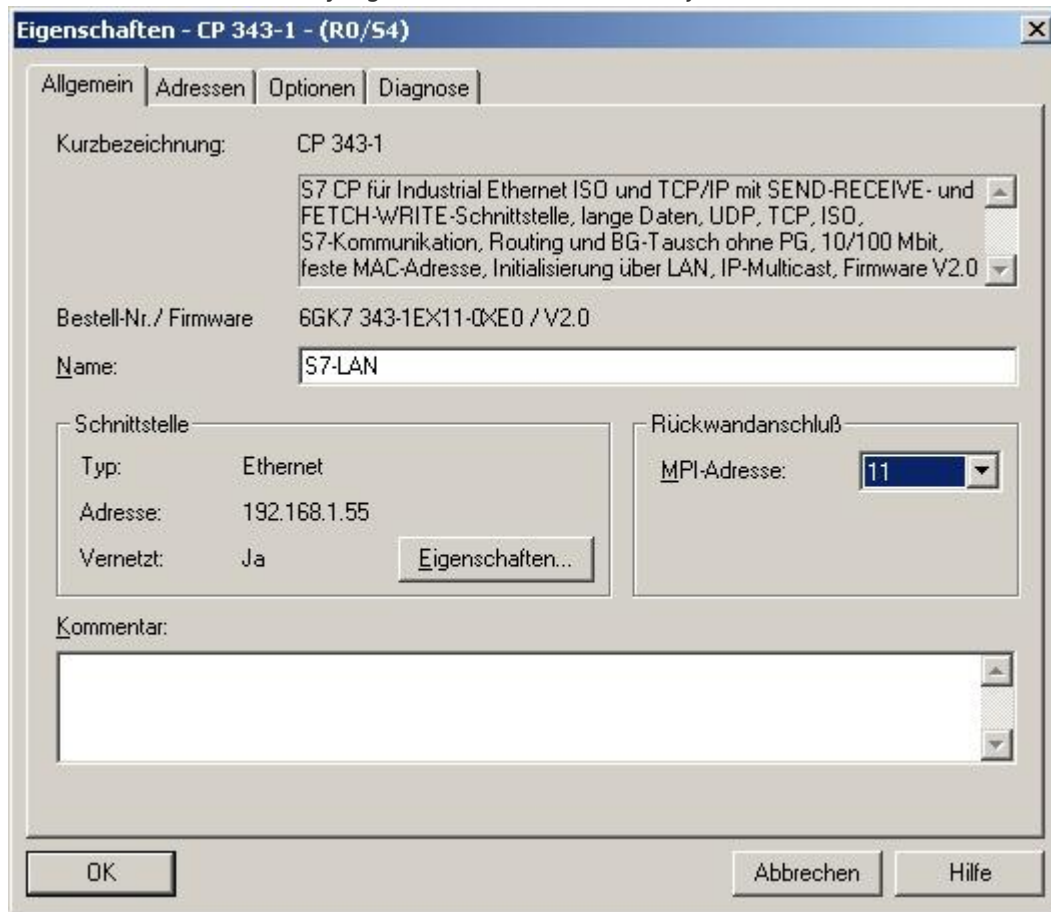 Eigenschaften - CP 343-1 - (R0/S4)
Allgemein Adressen Optionen Diagnose
Kurzbezeichnung: CP 343-1
S7 CP für Industrial Ethernet ISO und TCP/IP mit SEND-RECEIVE- und
FETCH-WRITE-Schnittstelle, lange Daten, UDP, TCP, ISO,
S7-Kommunikation, Routing und BG-Tausch ohne PG, 10/100 Mbit,
feste MAC-Adresse, Initialisierung über LAN, IP-Multicast, Firmware V2.0
Bestell-Nr./ Firmware 6GK7 343-1EX11-0XE0 / V2.0
Name: S7-LAN
Schnittstelle
Typ: Ethernet
Adresse: 192.168.1.55
Vernetzt: Ja Eigenschaften...
Rückwandanschluß
MPI-Adresse: 11
Kommentar:
OK Abbrechen Hilfe